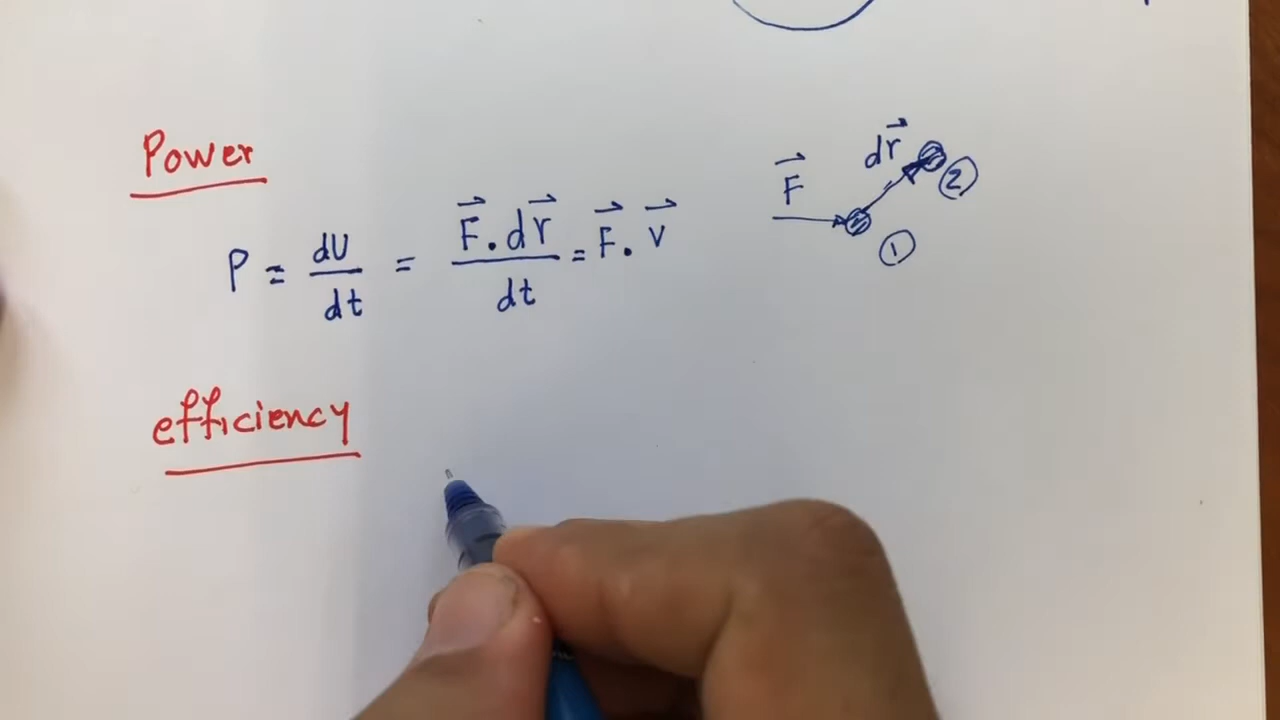 Power
P = dU/dt = F⃗ . dr⃗/dt = F⃗ . v⃗
F⃗
dr⃗
①
②
efficiency